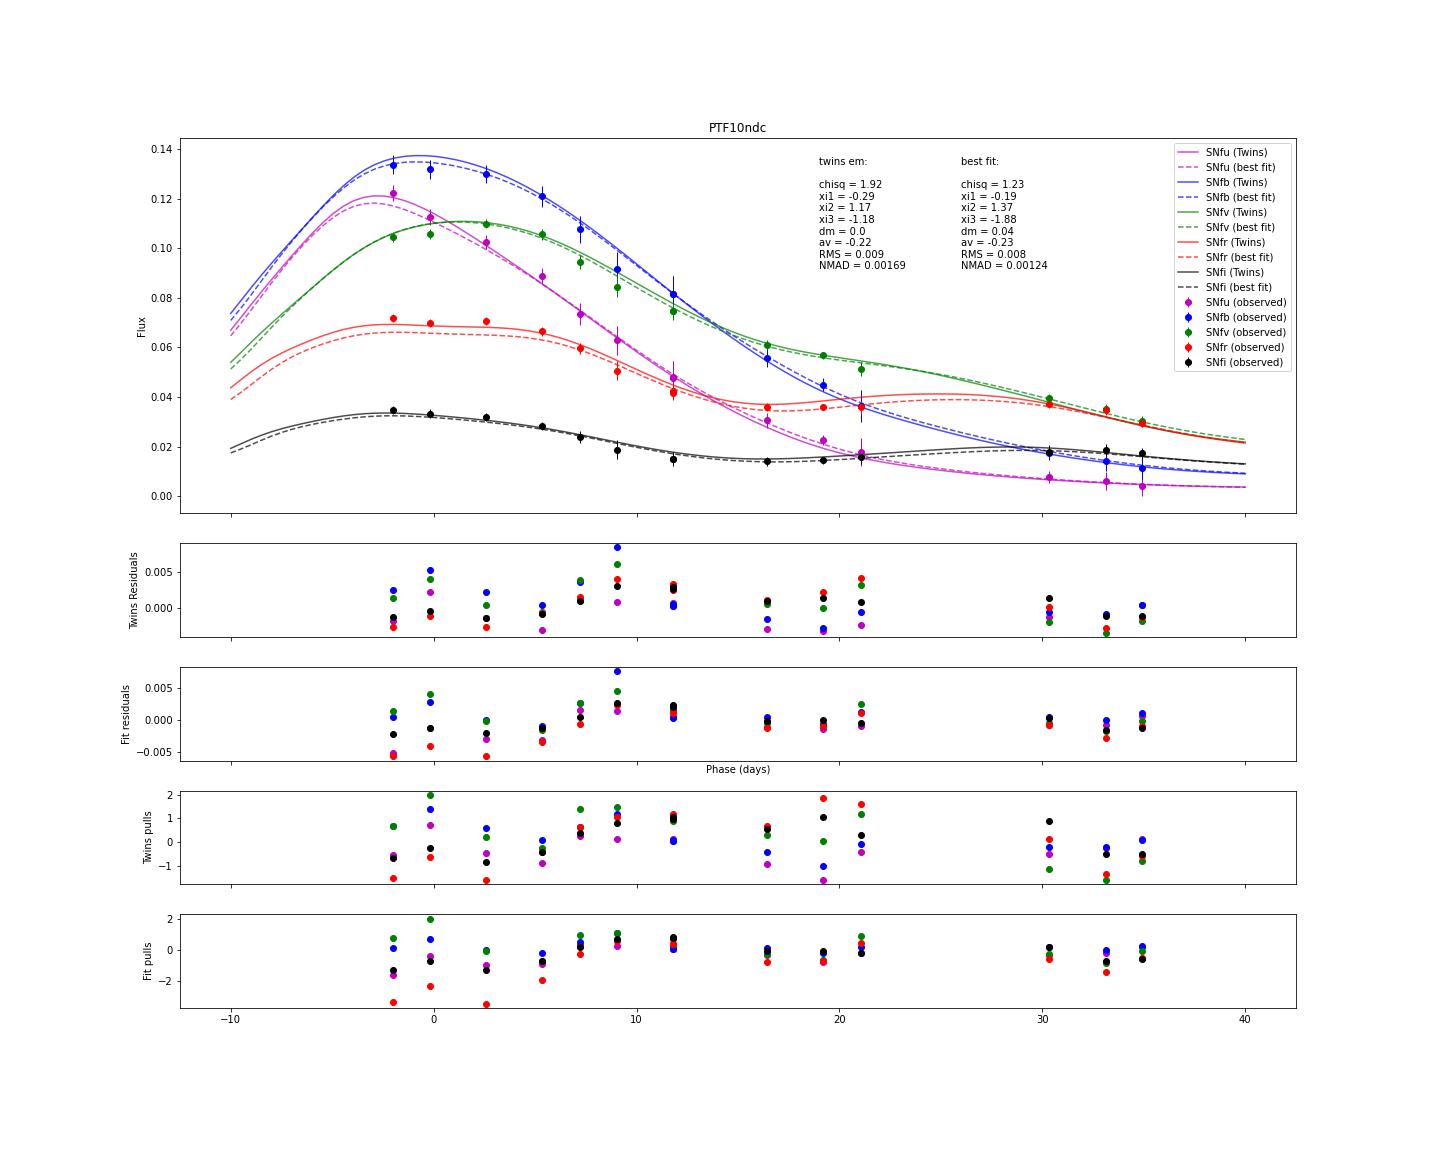 PTF10ndc
Flux
0.14
0.12
0.10
0.08
0.06
0.04
0.02
0.00
twins em:
chisq = 1.92
xi1 = -0.29
xi2 = 1.17
xi3 = -1.18
dm = 0.0
av = -0.22
RMS = 0.009
NMAD = 0.00169
best fit:
chisq = 1.23
xi1 = -0.19
xi2 = 1.37
xi3 = -1.88
dm = 0.04
av = -0.23
RMS = 0.008
NMAD = 0.00124
SNfu (Twins)
SNfu (best fit)
SNfb (Twins)
SNfb (best fit)
SNfv (Twins)
SNfv (best fit)
SNfr (Twins)
SNfr (best fit)
SNfi (Twins)
SNfi (best fit)
SNfu (observed)
SNfb (observed)
SNfv (observed)
SNfr (observed)
SNfi (observed)
Twins Residuals
0.005
0.000
Fit residuals
0.005
0.000
−0.005
Phase (days)
Twins pulls
2
1
0
−1
Fit pulls
2
0
−2
−10 0 10 20 30 40